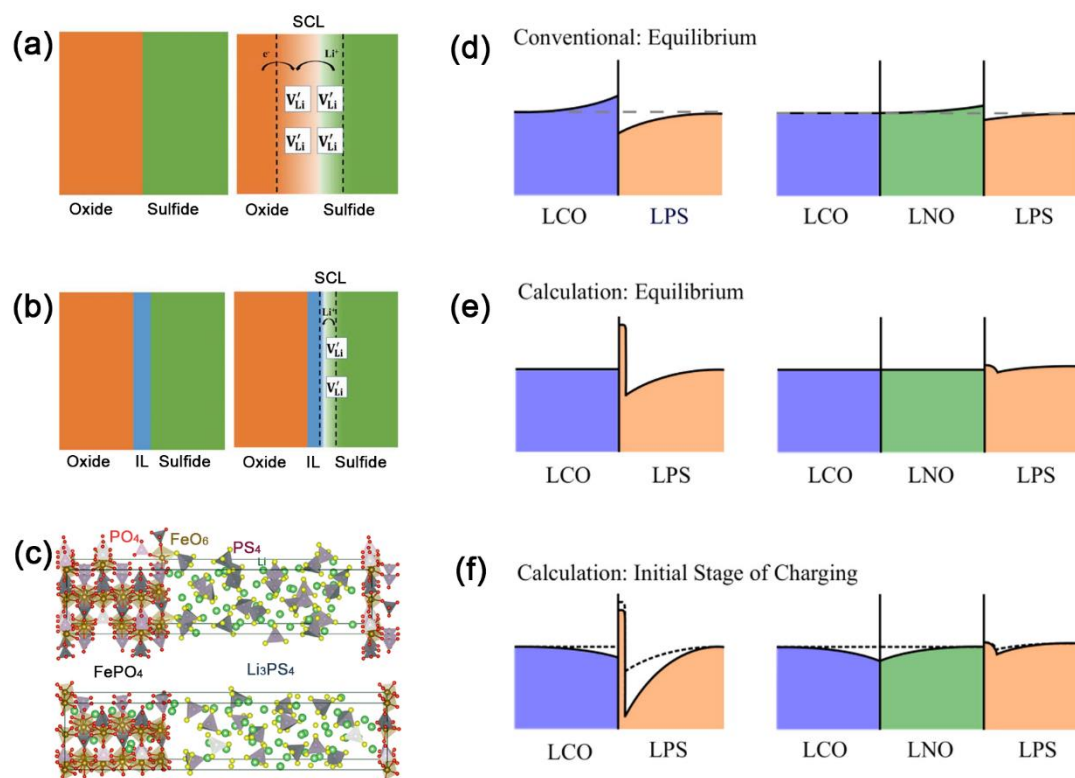 (a)
SCL
e⁻
Li⁺
V′Li V′Li
V′Li V′Li
Oxide Sulfide Oxide Sulfide
(b)
SCL
Li⁺
V′Li
V′Li
Oxide IL Sulfide Oxide IL Sulfide
(c)
PO₄ FeO₆ PS₄
Li
FePO₄ Li₃PS₄
(d)
Conventional: Equilibrium
LCO LPS LCO LNO LPS
(e)
Calculation: Equilibrium
LCO LPS LCO LNO LPS
(f)
Calculation: Initial Stage of Charging
LCO LPS LCO LNO LPS